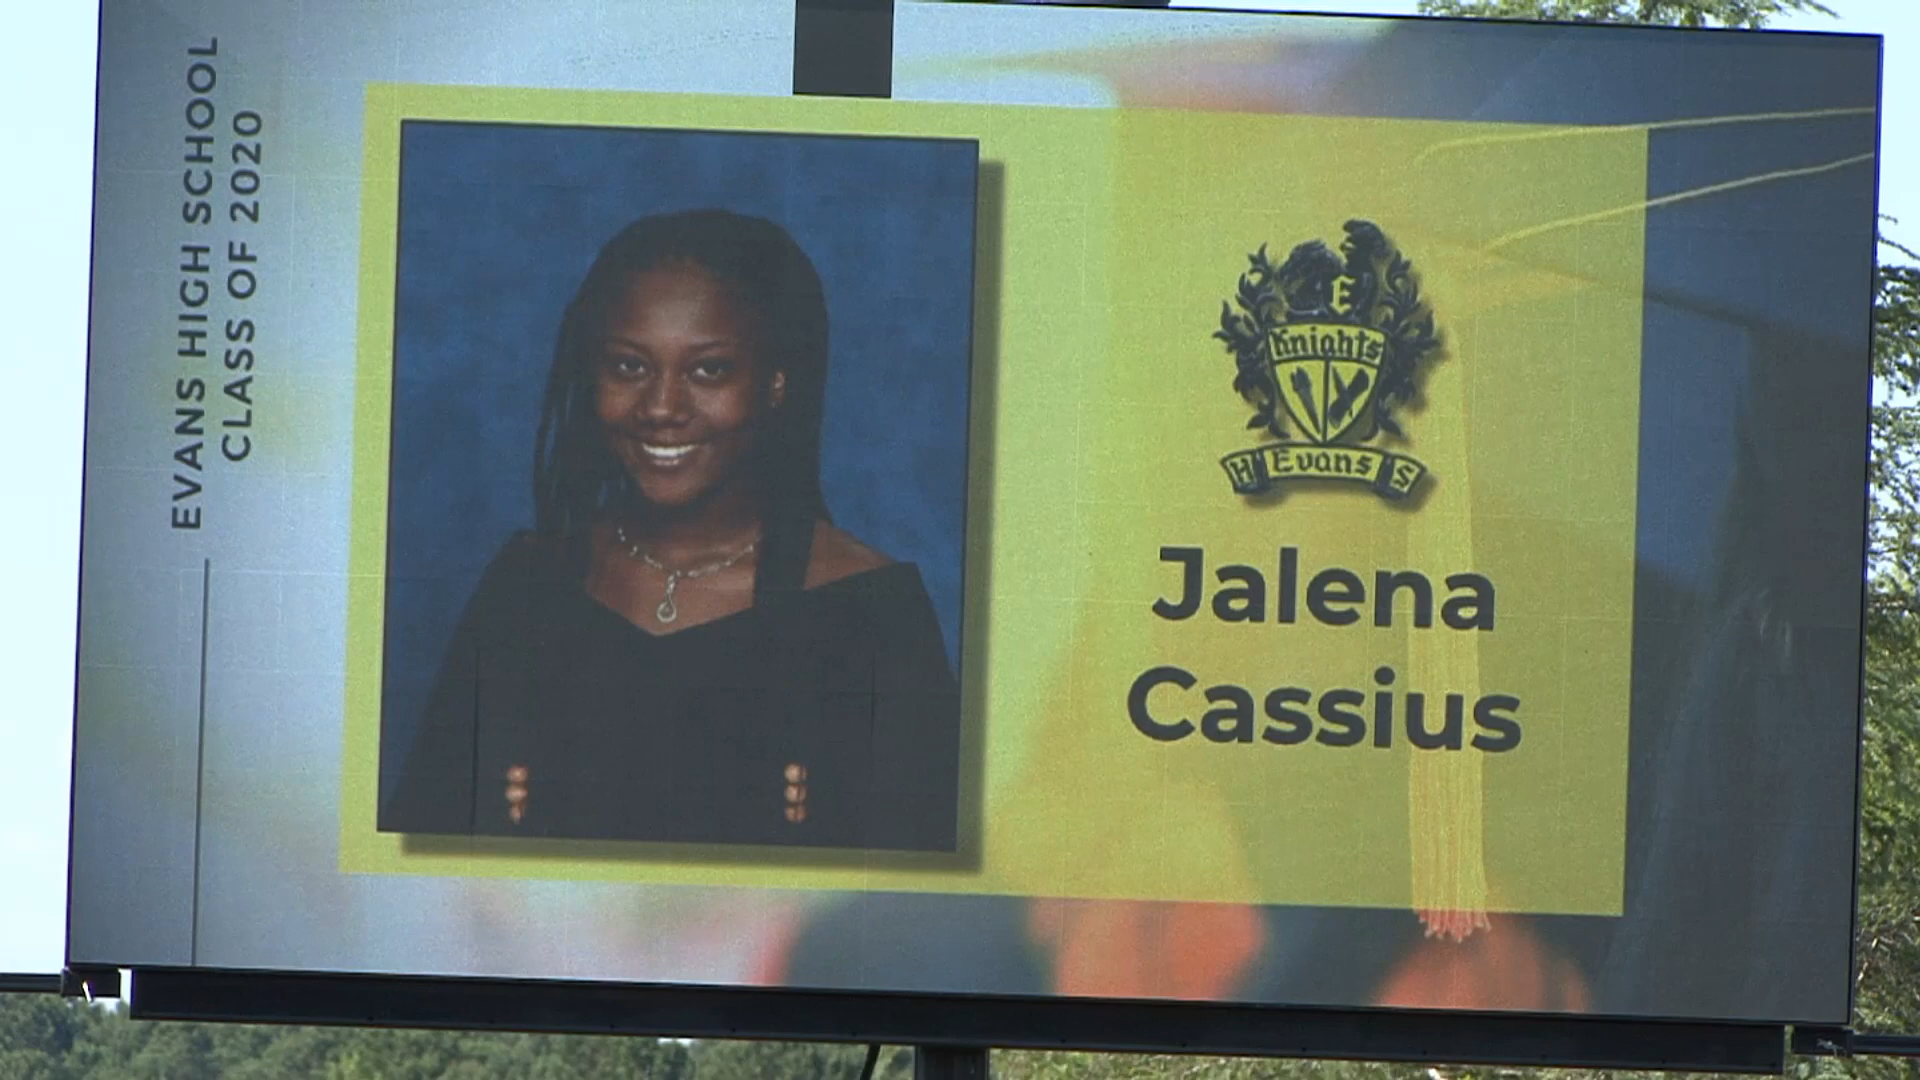 EVANS HIGH SCHOOL
CLASS OF 2020
E
Knights
H Evans S
Jalena
Cassius